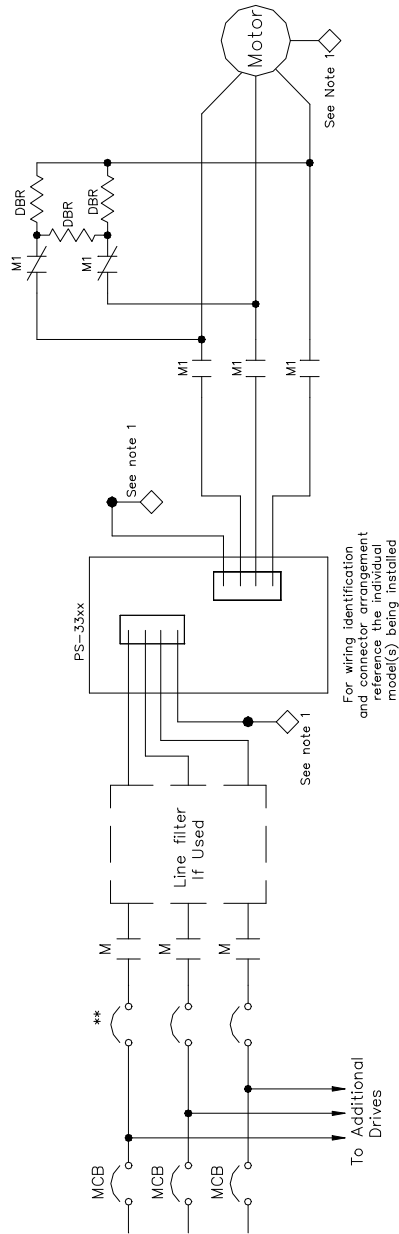 MCB
MCB
MCB
To Additional
Drives
**
M
M
M
Line filter
If Used
See note 1
PS-33xx
For wiring identification
and connector arrangement
reference the individual
model(s) being installed
See note 1
M1
M1
M1
M1
M1
DBR
DBR
DBR
Motor
See Note 1